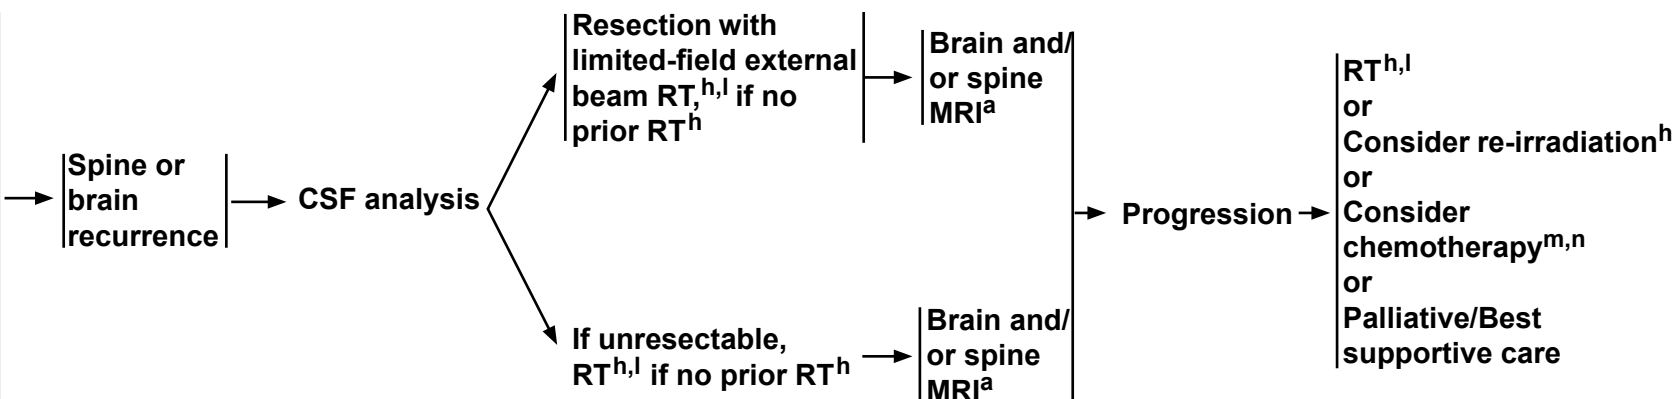 Spine or
brain
recurrence
CSF analysis
Resection with
limited-field external
beam RT,h,l if no
prior RTh
Brain and/
or spine
MRIa
If unresectable,
RTh,l if no prior RTh
Brain and/
or spine
MRIa
Progression
RTh,l
or
Consider re-irradiationh
or
Consider
chemotherapym,n
or
Palliative/Best
supportive care